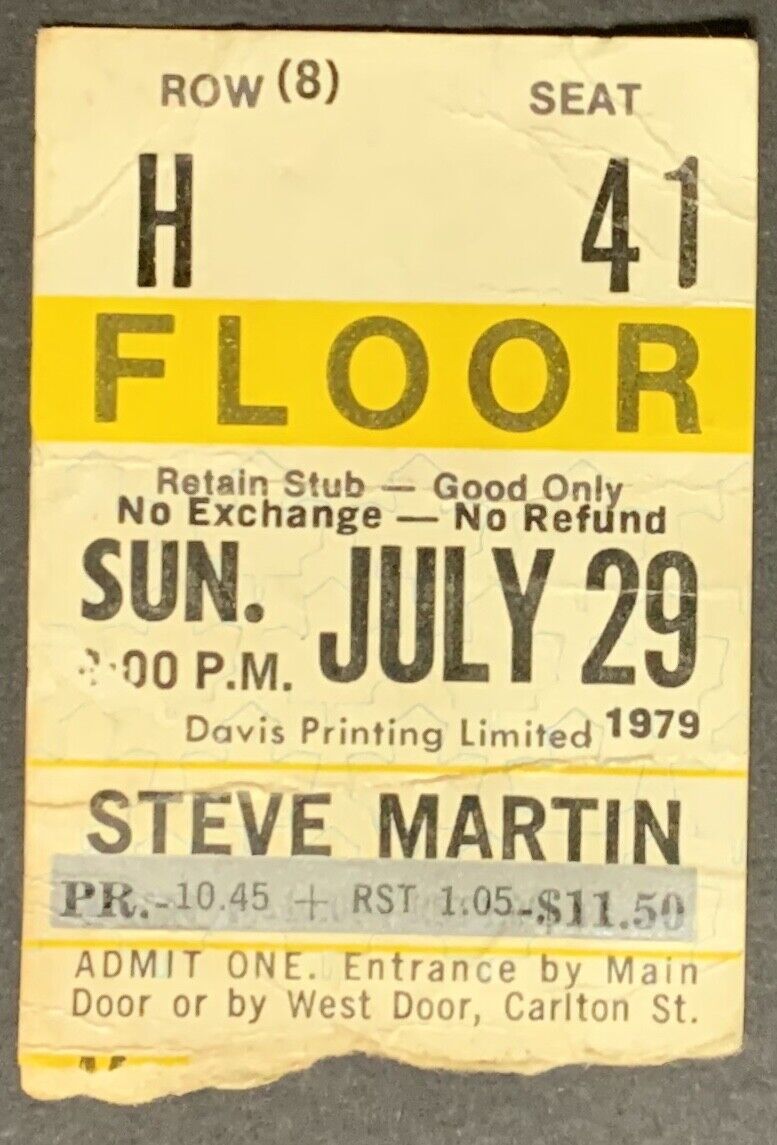 ROW (8) SEAT
H 41
FLOOR
Retain Stub — Good Only
No Exchange — No Refund
SUN. JULY 29
:00 P.M.
Davis Printing Limited 1979
STEVE MARTIN
PR.-10.45 + RST 1.05-$11.50
ADMIT ONE. Entrance by Main
Door or by West Door, Carlton St.